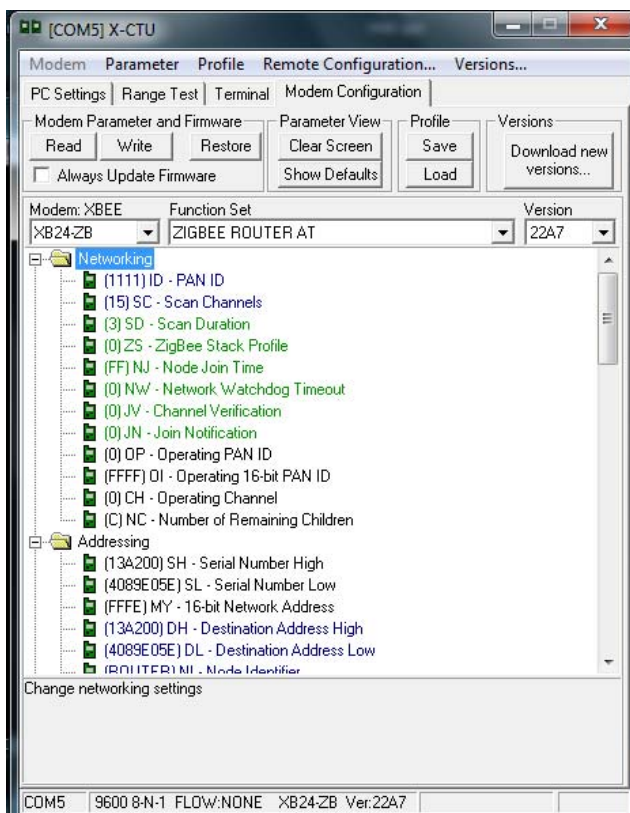 [COM5] X-CTU
Modem Parameter Profile Remote Configuration... Versions...
PC Settings Range Test Terminal Modem Configuration
Modem Parameter and Firmware Parameter View Profile Versions
Read Write Restore Clear Screen Save Download new versions...
Always Update Firmware Show Defaults Load
Modem: XBEE Function Set Version
XB24-ZB ZIGBEE ROUTER AT 22A7
Networking
(1111) ID - PAN ID
(15) SC - Scan Channels
(3) SD - Scan Duration
(0) ZS - ZigBee Stack Profile
(FF) NJ - Node Join Time
(0) NW - Network Watchdog Timeout
(0) JV - Channel Verification
(0) JN - Join Notification
(0) OP - Operating PAN ID
(FFFF) OI - Operating 16-bit PAN ID
(0) CH - Operating Channel
(C) NC - Number of Remaining Children
Addressing
(13A200) SH - Serial Number High
(4089E05E) SL - Serial Number Low
(FFFE) MY - 16-bit Network Address
(13A200) DH - Destination Address High
(4089E05E) DL - Destination Address Low
(ROUTER) NI - Node Identifier
Change networking settings
COM5 9600 8-N-1 FLOW:NONE XB24-ZB Ver:22A7